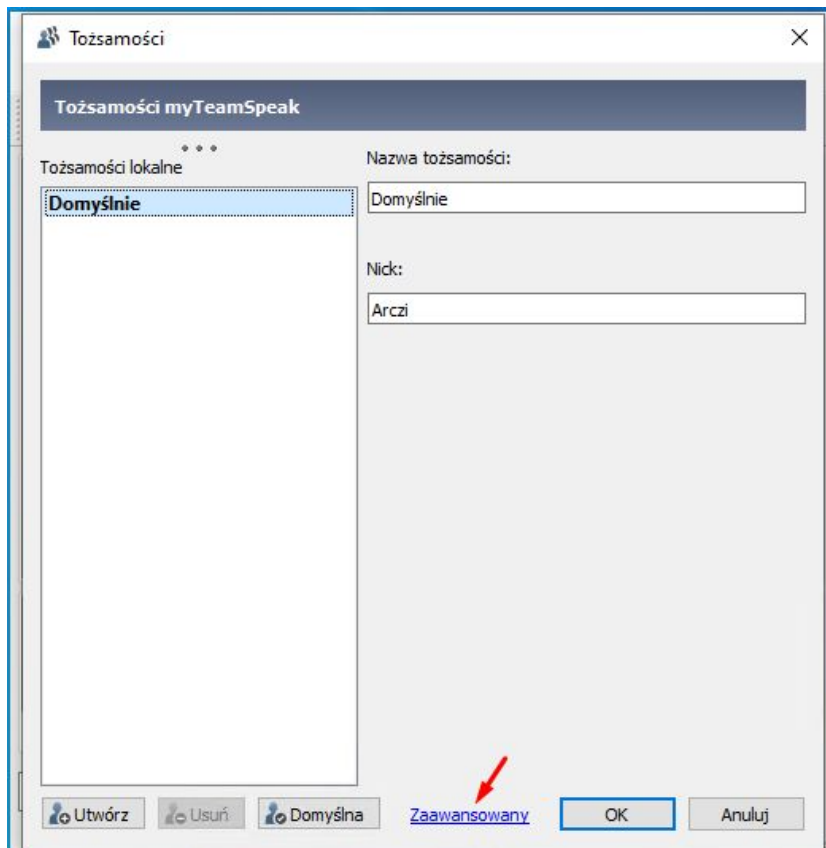 Tożsamości
Tożsamości myTeamSpeak
Tożsamości lokalne
Domyślnie
Nazwa tożsamości:
Domyślnie
Nick:
Arczi
Utwórz
Usuń
Domyślna
Zaawansowany
OK
Anuluj